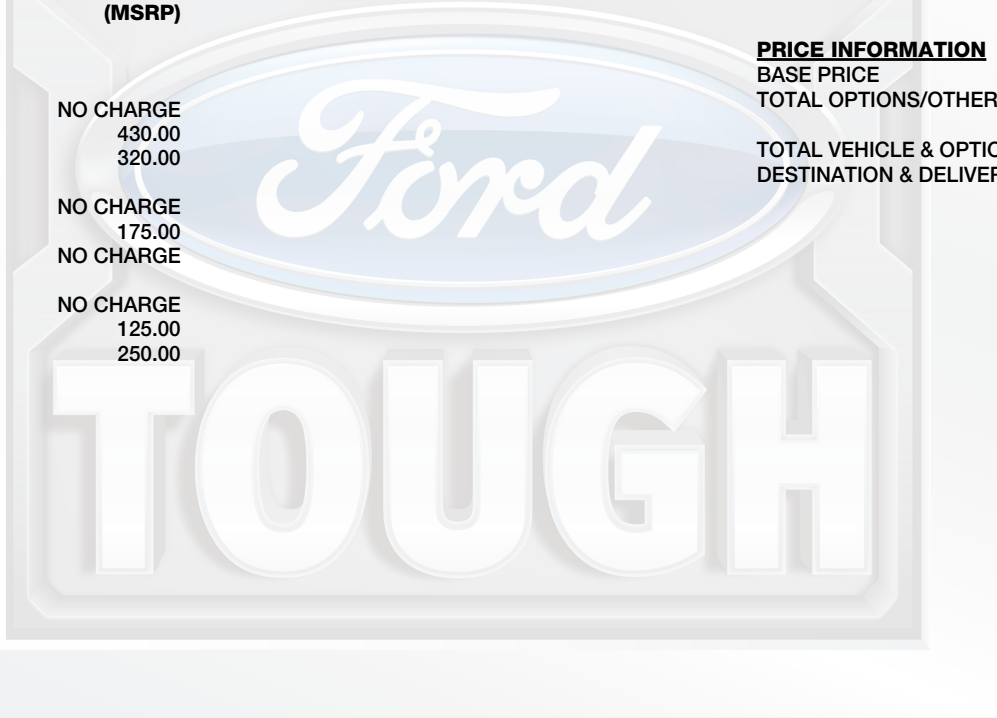 (MSRP)
NO CHARGE
430.00
320.00
NO CHARGE
175.00
NO CHARGE
NO CHARGE
125.00
250.00
PRICE INFORMATION
BASE PRICE
TOTAL OPTIONS/OTHER
TOTAL VEHICLE & OPTIO
DESTINATION & DELIVER
Ford
TOUGH